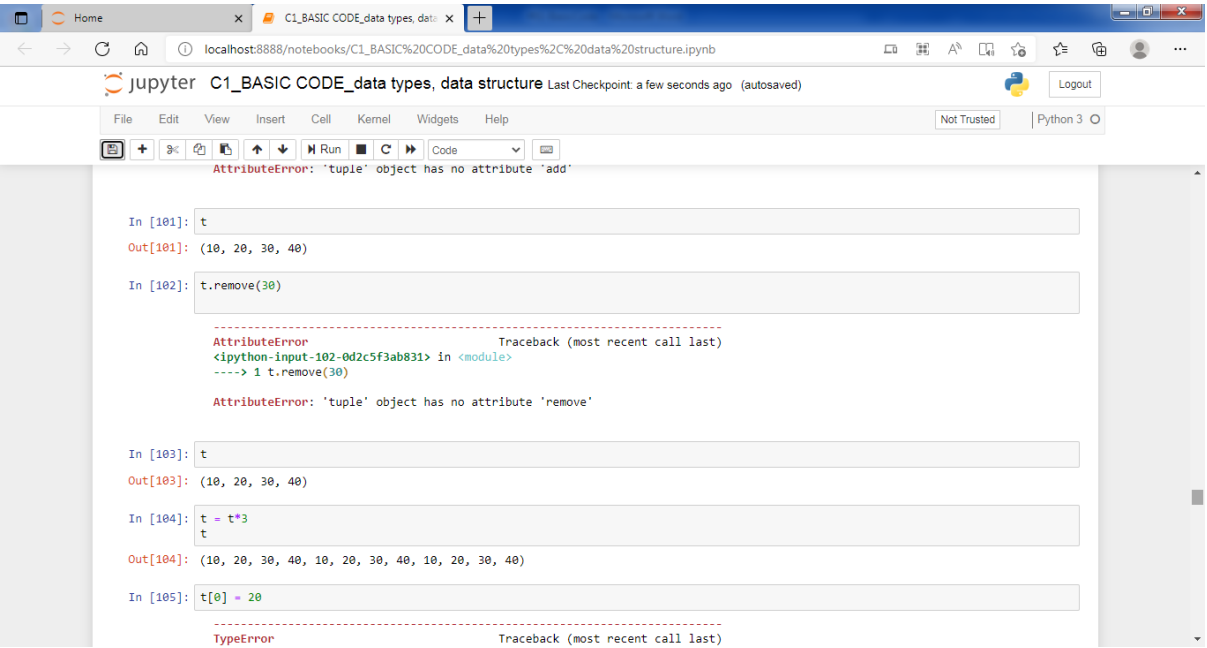 Home
C1_BASIC CODE_data types, data
localhost:8888/notebooks/C1_BASIC%20CODE_data%20types%2C%20data%20structure.ipynb
jupyter C1_BASIC CODE_data types, data structure Last Checkpoint: a few seconds ago (autosaved)
Logout
File Edit View Insert Cell Kernel Widgets Help Not Trusted Python 3
Run Code
AttributeError: 'tuple' object has no attribute 'add'
In [101]: t
Out[101]: (10, 20, 30, 40)
In [102]: t.remove(30)
---------------------------------------------------------------------------
AttributeError Traceback (most recent call last)
<ipython-input-102-0d2c5f3ab831> in <module>
----> 1 t.remove(30)
AttributeError: 'tuple' object has no attribute 'remove'
In [103]: t
Out[103]: (10, 20, 30, 40)
In [104]: t = t*3
t
Out[104]: (10, 20, 30, 40, 10, 20, 30, 40, 10, 20, 30, 40)
In [105]: t[0] = 20
---------------------------------------------------------------------------
TypeError Traceback (most recent call last)